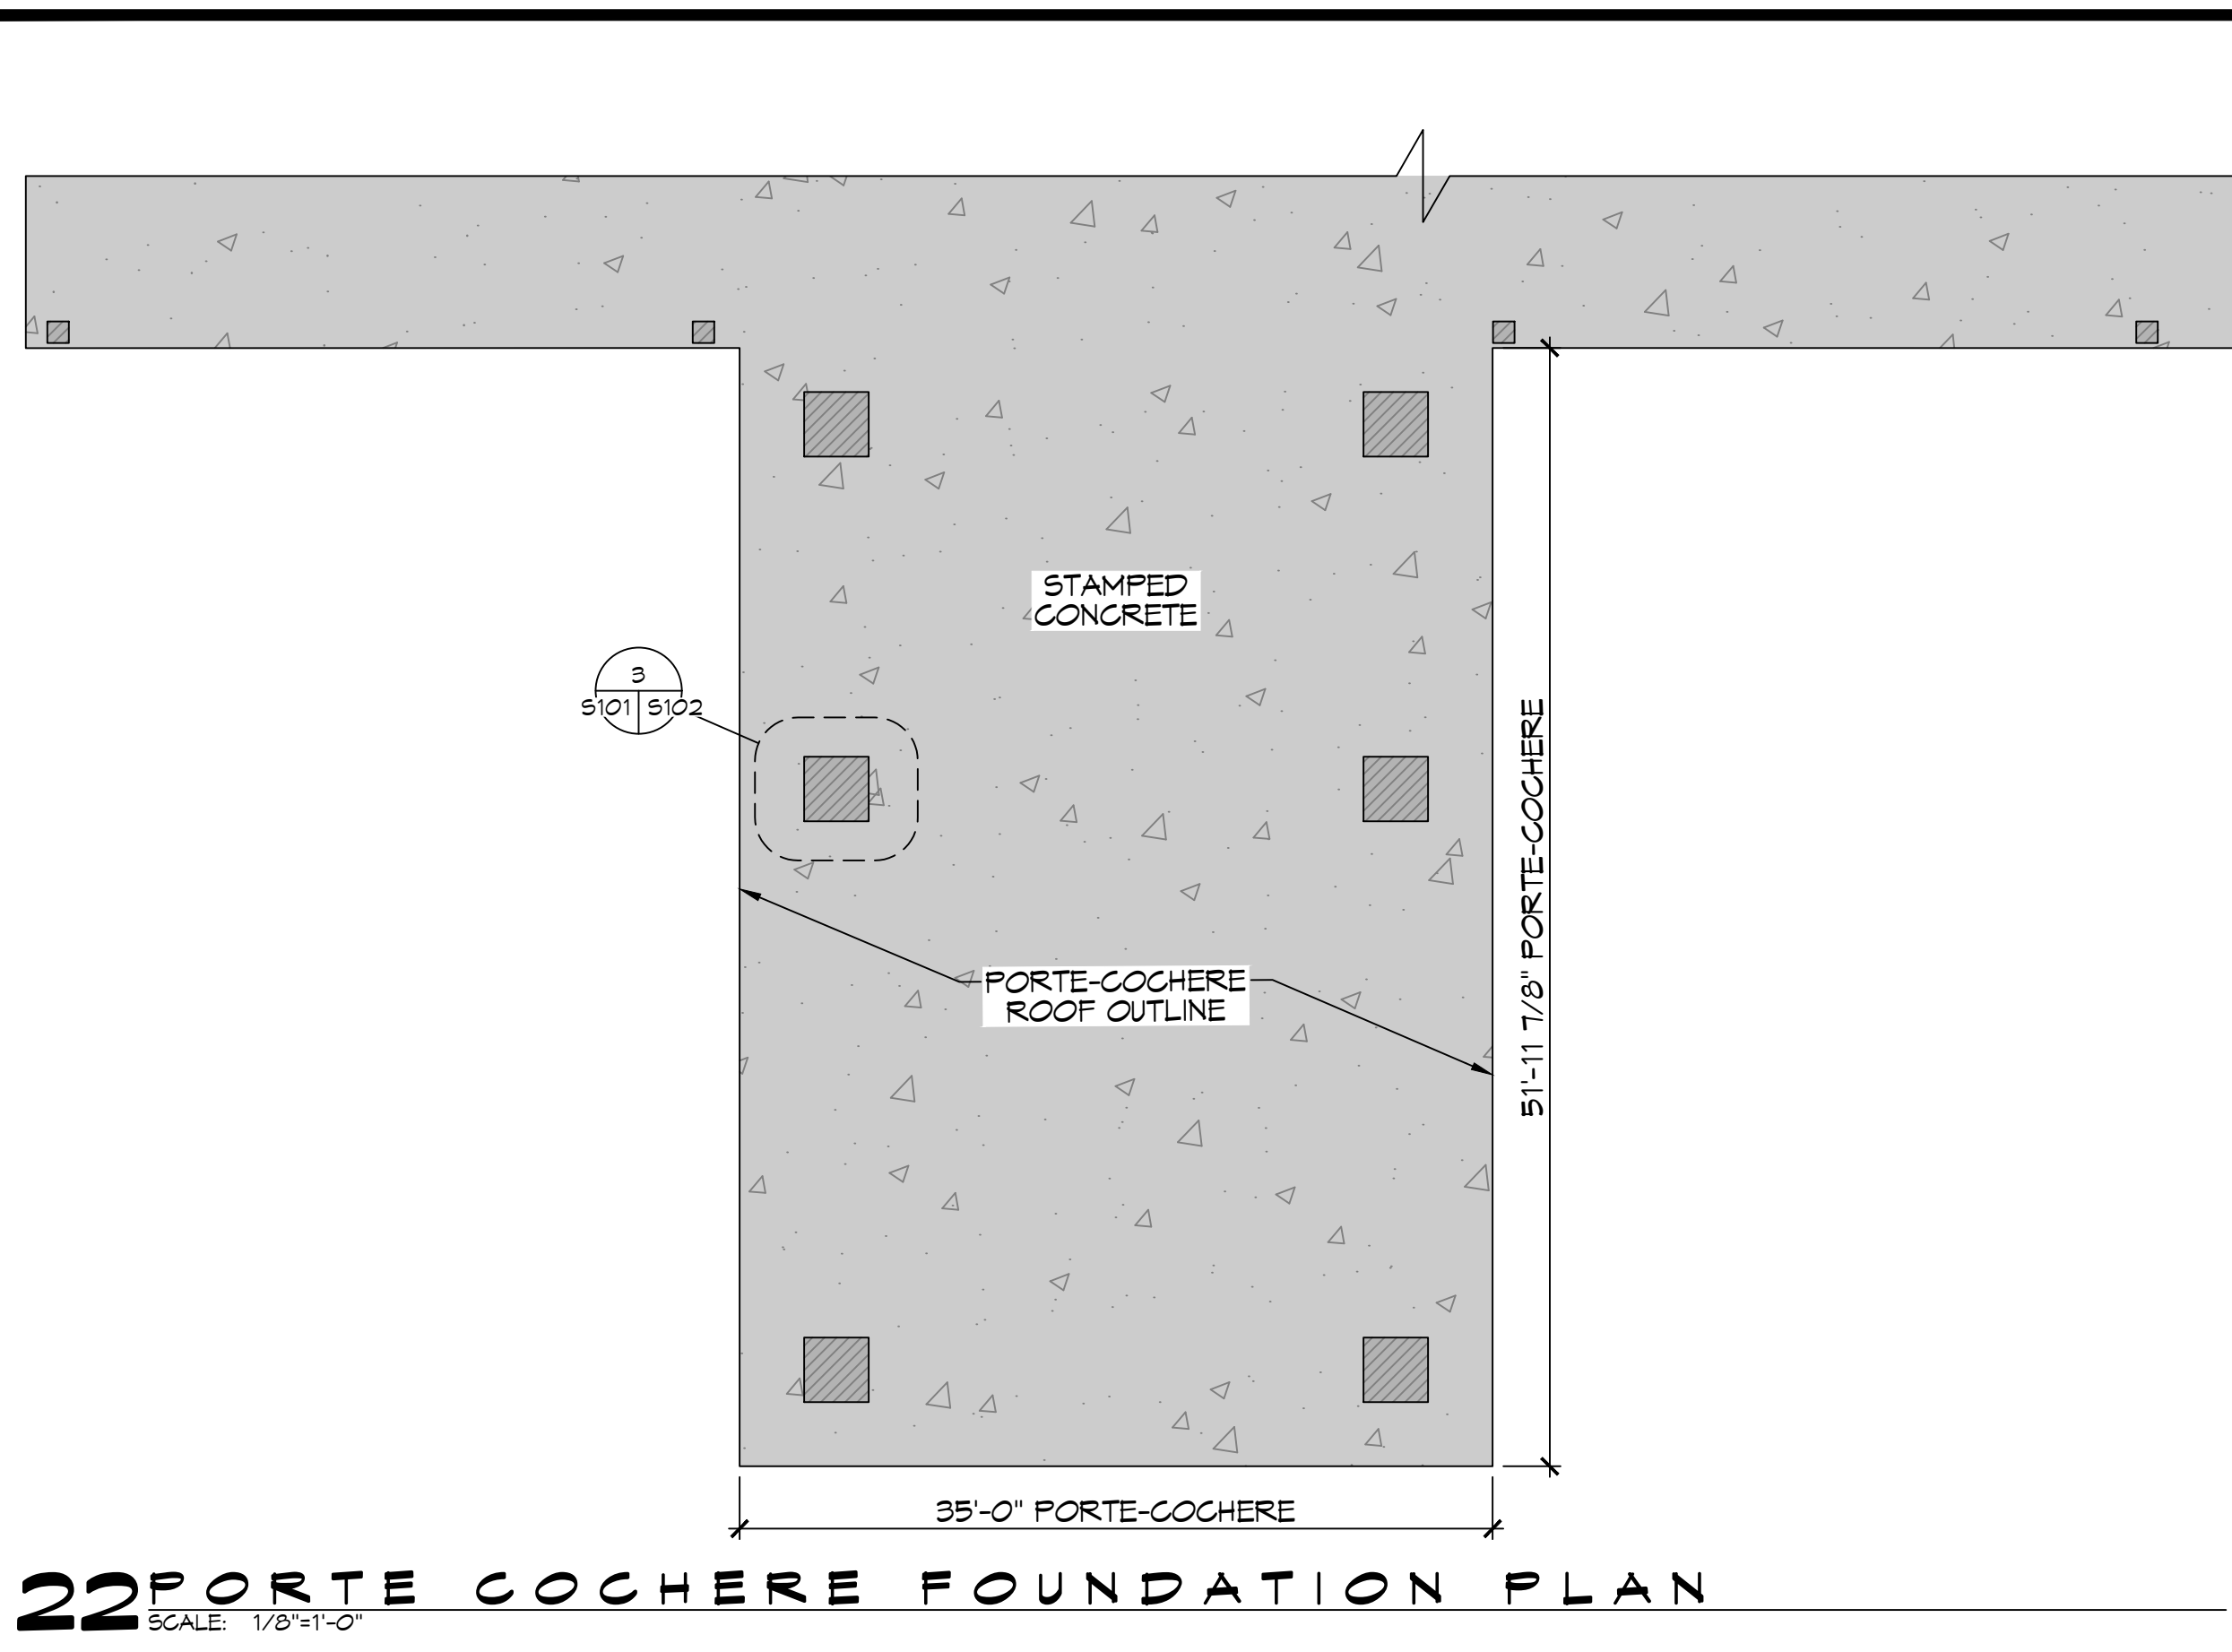 STAMPED
CONCRETE
3
S101 S102
PORTE-COCHERE
ROOF OUTLINE
51'-11 7/8" PORTE-COCHERE
35'-0" PORTE-COCHERE
22 PORTE COCHERE FOUNDATION PLAN
SCALE: 1/8"=1'-0"